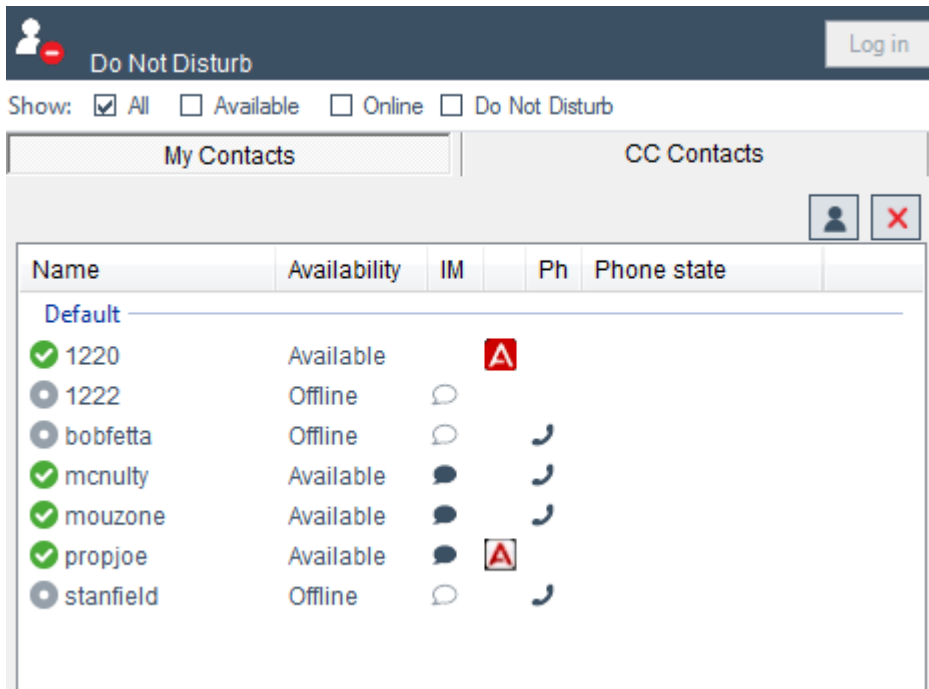 Do Not Disturb
Log in
Show: All Available Online Do Not Disturb
My Contacts CC Contacts
Name Availability IM Ph Phone state
Default
1220 Available A
1222 Offline
bobfetta Offline
mcnulty Available
mouzone Available
propjoe Available A
stanfield Offline